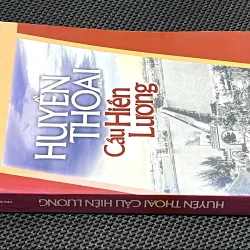 HUYỀN
THOẠI
Cầu Hiền
Lương
HUYỀN THOẠI CẦU HIỀN LƯƠNG